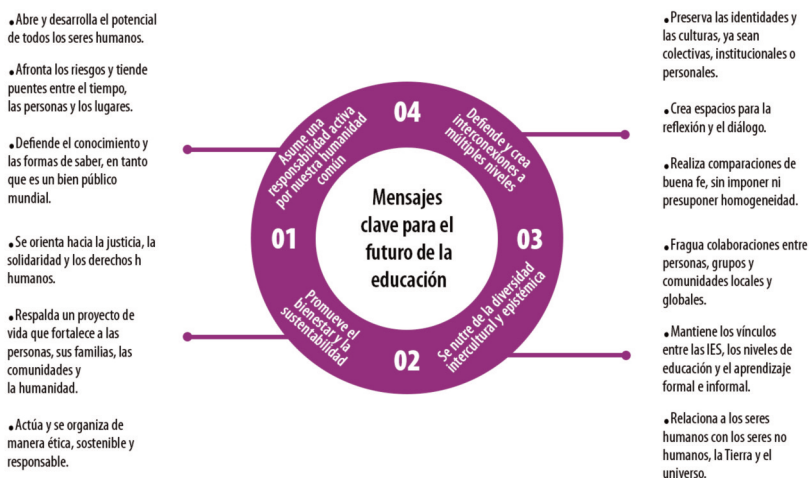 •Abre y desarrolla el potencial
de todos los seres humanos.
•Afronta los riesgos y tiende
puentes entre el tiempo,
las personas y los lugares.
•Defiende el conocimiento y
las formas de saber, en tanto
que es un bien público
mundial.
•Se orienta hacia la justicia, la
solidaridad y los derechos h
humanos.
•Respalda un proyecto de
vida que fortalece a las
personas, sus familias, las
comunidades y
la humanidad.
•Actúa y se organiza de
manera ética, sostenible y
responsable.
Mensajes
clave para el
futuro de la
educación
01
Asume una
responsabilidad activa
por nuestra humanidad
común
02
Promueve el
bienestar y la
sustentabilidad
03
Se nutre de la diversidad
intercultural y epistémica
04
Defiende y crea
interconexiones a
múltiples niveles
•Preserva las identidades y
las culturas, ya sean
colectivas, institucionales o
personales.
•Crea espacios para la
reflexión y el diálogo.
•Realiza comparaciones de
buena fe, sin imponer ni
presuponer homogeneidad.
•Fragua colaboraciones entre
personas, grupos y
comunidades locales y
globales.
•Mantiene los vínculos
entre las IES, los niveles de
educación y el aprendizaje
formal e informal.
•Relaciona a los seres
humanos con los seres no
humanos, la Tierra y el
universo.